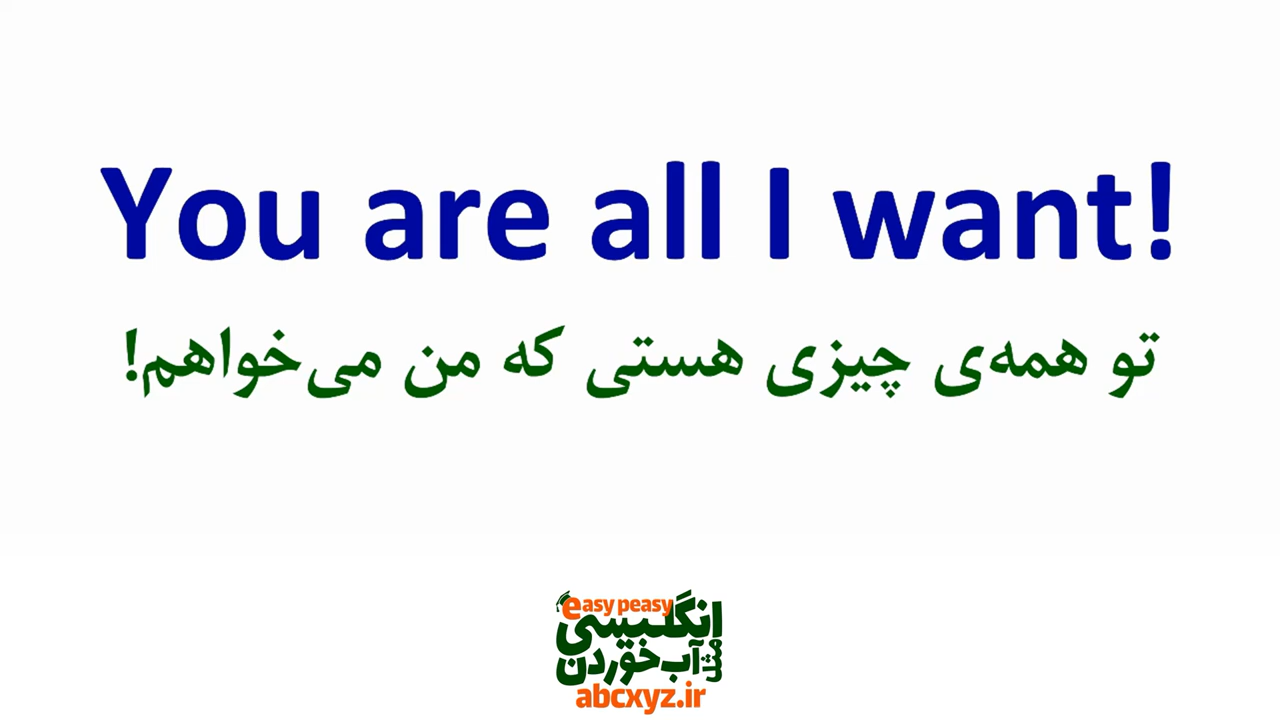 You are all I want!
تو همه‌ی چیزی هستی که من می‌خواهم!
easy peasy
انگلیسی
مثل آب خوردن
abcxyz.ir